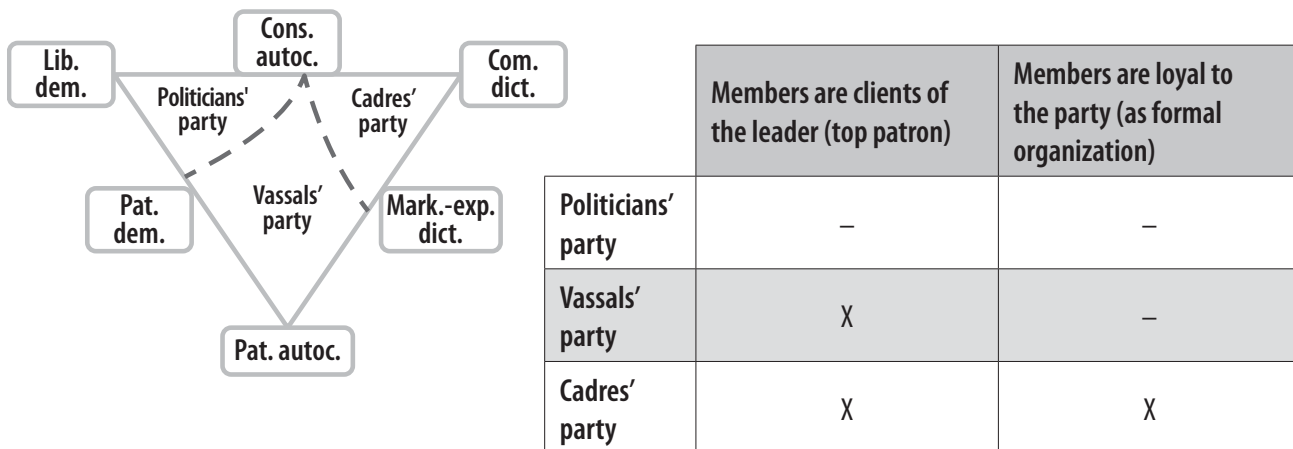 Lib.
dem.
Cons.
autoc.
Com.
dict.
Politicians'
party
Cadres’
party
Vassals’
party
Pat.
dem.
Mark.-exp.
dict.
Pat. autoc.
Members are clients of
the leader (top patron)
Members are loyal to
the party (as formal
organization)
Politicians’
party
–
–
Vassals’
party
X
–
Cadres’
party
X
X